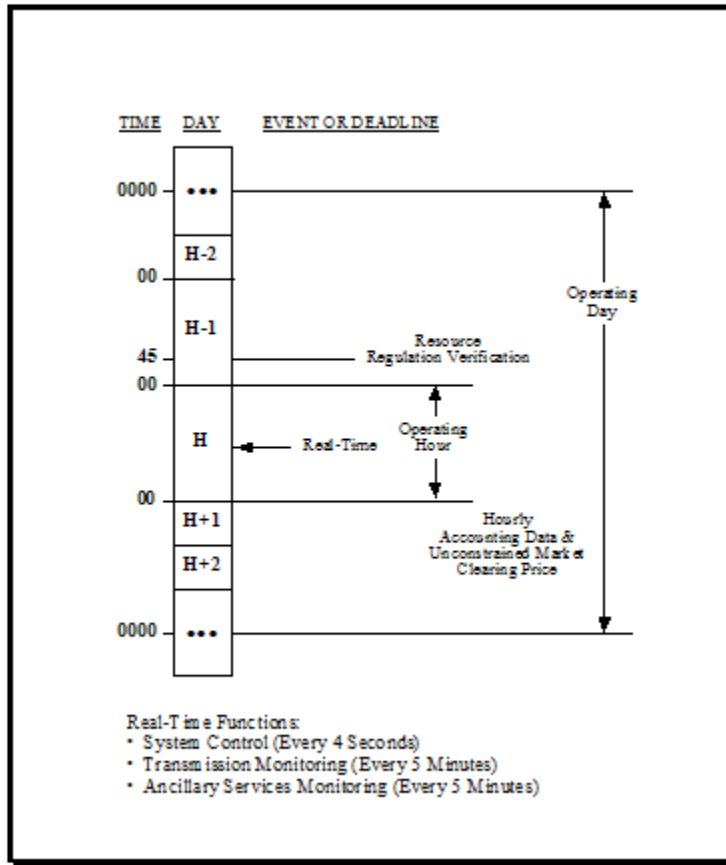 TIME DAY EVENT OR DEADLINE
0000 •••
H-2
00
H-1
Operating
Day
Resource
45 Regulation Verification
00
H Real-Time Operating
Hour
00
H+1 Hourly
Accounting Data &
Unconstrained Market
H+2 Clearing Price
0000 •••
Real-Time Functions:
• System Control (Every 4 Seconds)
• Transmission Monitoring (Every 5 Minutes)
• Ancillary Services Monitoring (Every 5 Minutes)